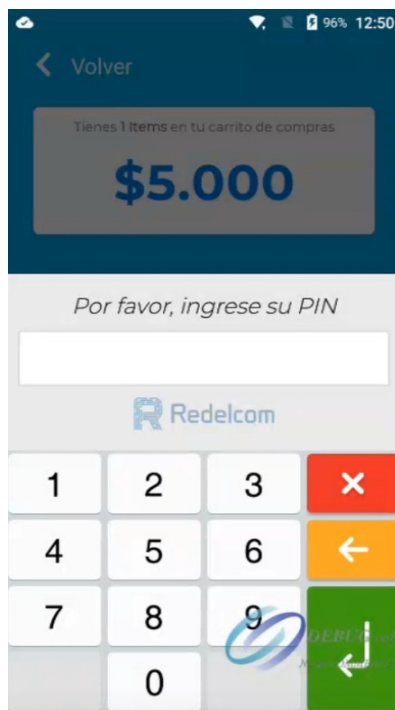 96% 12:50
Volver
Tienes 1 Items en tu carrito de compras
$5.000
Por favor, ingrese su PIN
Redelcom
1 2 3
4 5 6
7 8 9
DEBUG
0